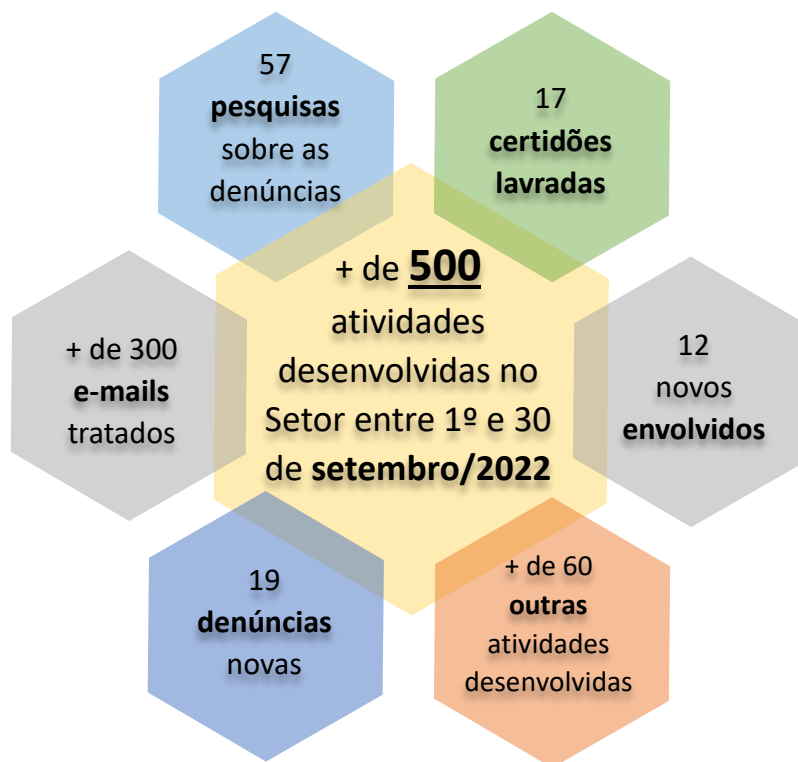 57
pesquisas
sobre as
denúncias
17
certidões
lavradas
+ de 500
atividades
desenvolvidas no
Setor entre 1º e 30
de setembro/2022
+ de 300
e-mails
tratados
12
novos
envolvidos
19
denúncias
novas
+ de 60
outras
atividades
desenvolvidas